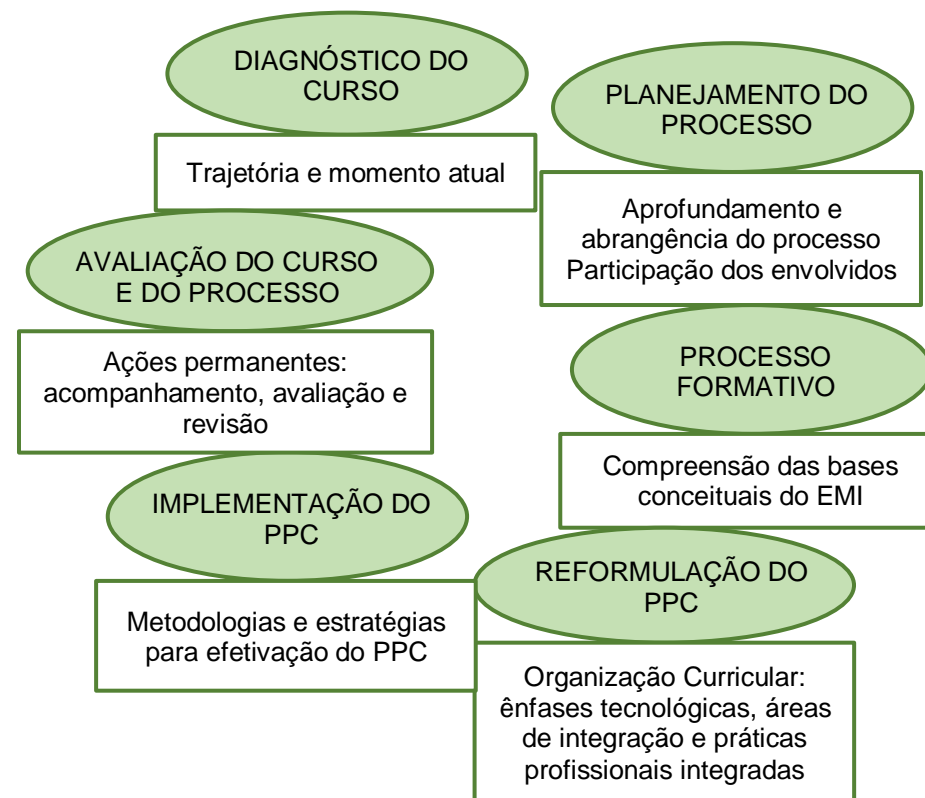 DIAGNÓSTICO DO
CURSO
Trajetória e momento atual
PLANEJAMENTO DO
PROCESSO
Aprofundamento e
abrangência do processo
Participação dos envolvidos
PROCESSO
FORMATIVO
Compreensão das bases
conceituais do EMI
REFORMULAÇÃO DO
PPC
Organização Curricular:
ênfases tecnológicas, áreas
de integração e práticas
profissionais integradas
IMPLEMENTAÇÃO DO
PPC
Metodologias e estratégias
para efetivação do PPC
AVALIAÇÃO DO CURSO
E DO PROCESSO
Ações permanentes:
acompanhamento, avaliação e
revisão